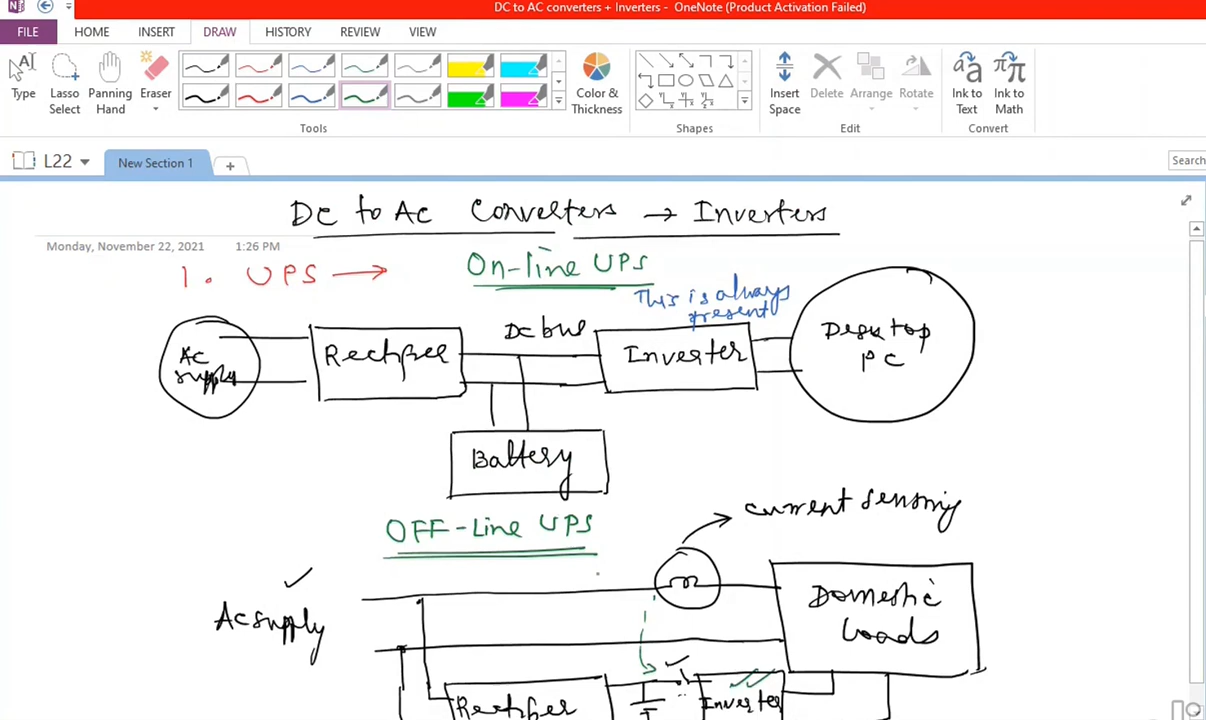 DC to AC converters + Inverters - OneNote (Product Activation Failed)
FILE HOME INSERT DRAW HISTORY REVIEW VIEW
Type
Lasso Select
Panning Hand
Eraser
Color & Thickness
Insert Space
Delete
Arrange
Rotate
Ink to Text
Ink to Math
Tools
Shapes
Edit
Convert
L22
New Section 1
Search
DC to AC Converters → Inverters
Monday, November 22, 2021 1:26 PM
1. UPS →
On-line UPS
This is always
present
AC
supply
Rectifier
DC bus
Inverter
Desktop
PC
Battery
OFF-Line UPS
current sensing
AC supply
Domestic
Loads
Rectifier
Inverter